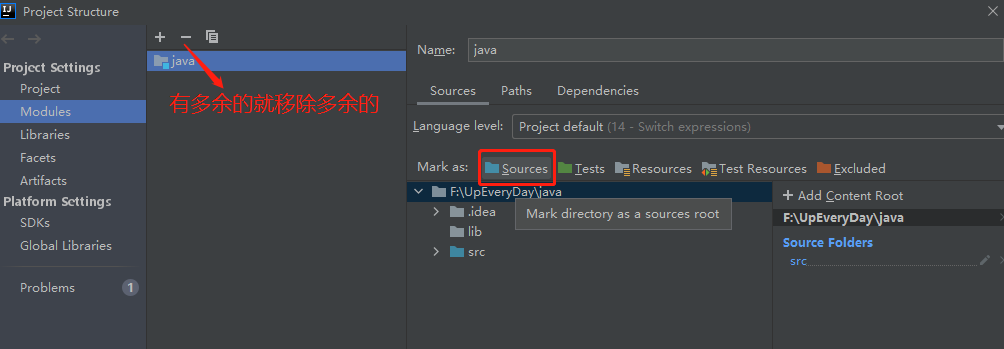 Project Structure
Project Settings
Project
Modules
Libraries
Facets
Artifacts
Platform Settings
SDKs
Global Libraries
Problems
1
java
有多余的就移除多余的
Name:
java
Sources
Paths
Dependencies
Language level:
Project default (14 - Switch expressions)
Mark as:
Sources
Tests
Resources
Test Resources
Excluded
F:\UpEveryDay\java
.idea
lib
src
Mark directory as a sources root
+ Add Content Root
F:\UpEveryDay\java
Source Folders
src